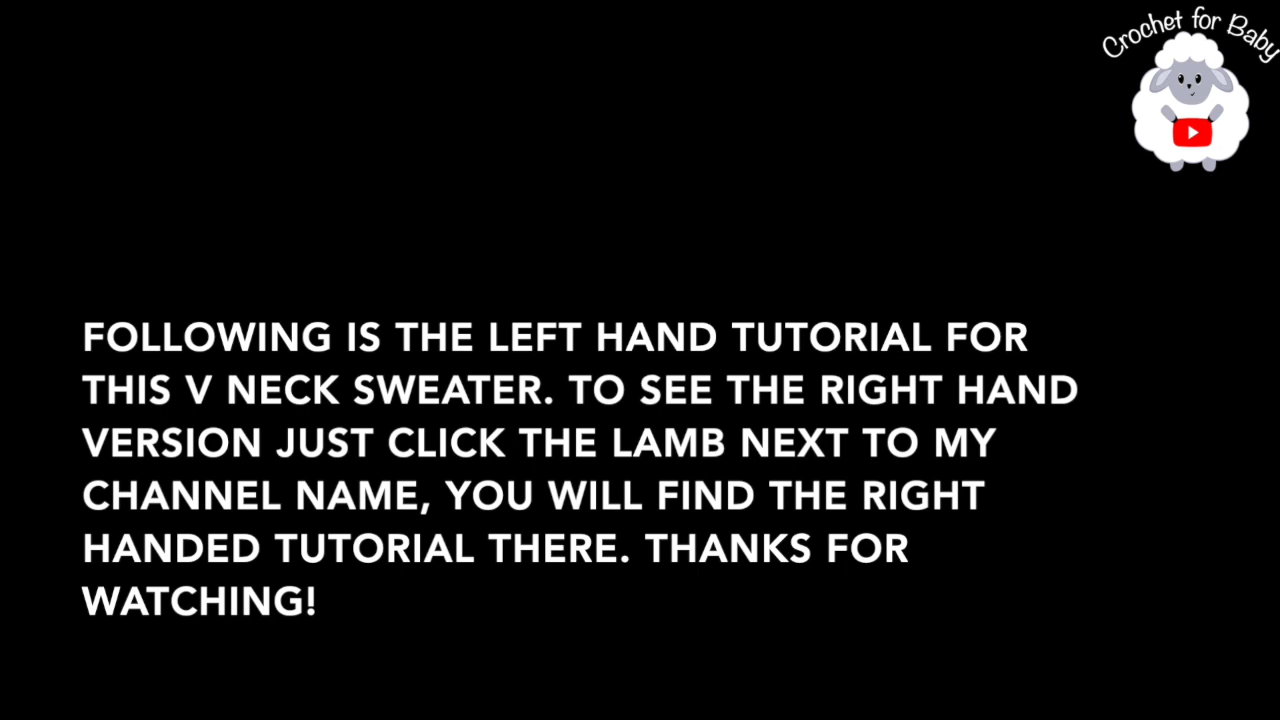 Crochet for Baby
FOLLOWING IS THE LEFT HAND TUTORIAL FOR
THIS V NECK SWEATER. TO SEE THE RIGHT HAND
VERSION JUST CLICK THE LAMB NEXT TO MY
CHANNEL NAME, YOU WILL FIND THE RIGHT
HANDED TUTORIAL THERE. THANKS FOR
WATCHING!